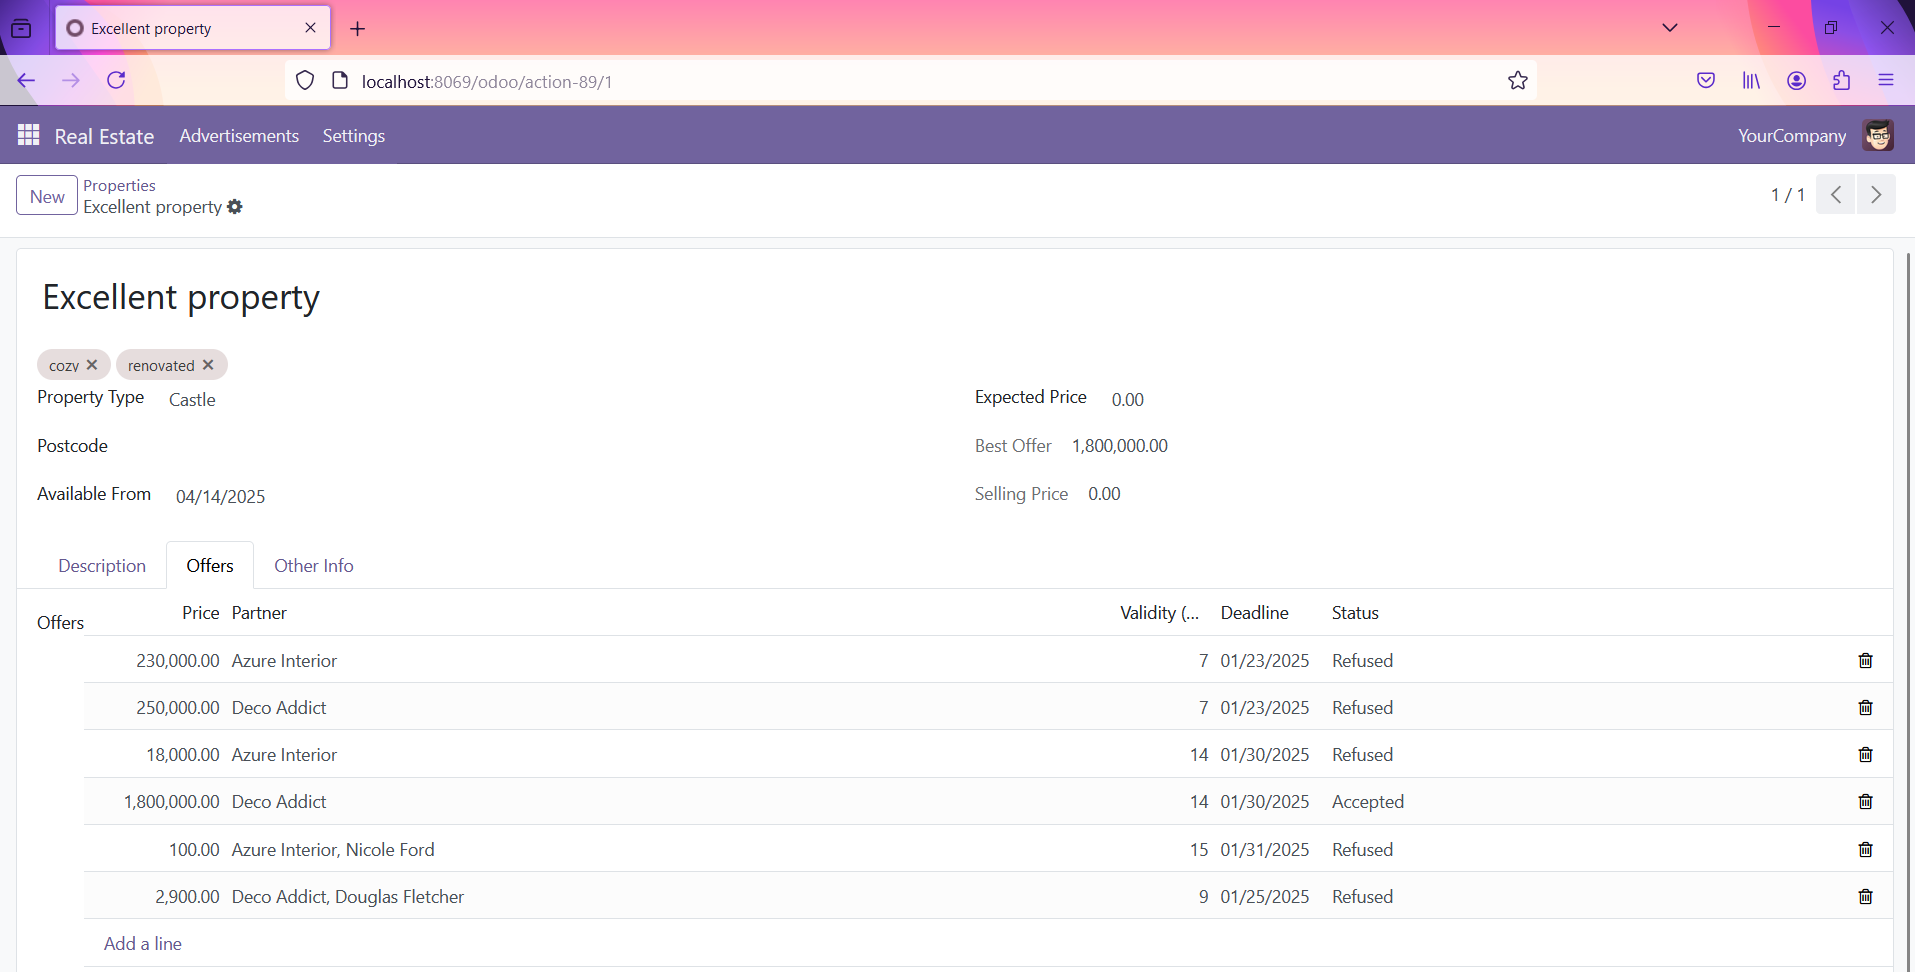 Excellent property
localhost:8069/odoo/action-89/1
Real Estate Advertisements Settings YourCompany
New Properties 1 / 1
Excellent property
Excellent property
cozy renovated
Property Type Castle Expected Price 0.00
Postcode Best Offer 1,800,000.00
Available From 04/14/2025 Selling Price 0.00
Description Offers Other Info
Offers Price Partner Validity (... Deadline Status
230,000.00 Azure Interior 7 01/23/2025 Refused
250,000.00 Deco Addict 7 01/23/2025 Refused
18,000.00 Azure Interior 14 01/30/2025 Refused
1,800,000.00 Deco Addict 14 01/30/2025 Accepted
100.00 Azure Interior, Nicole Ford 15 01/31/2025 Refused
2,900.00 Deco Addict, Douglas Fletcher 9 01/25/2025 Refused
Add a line